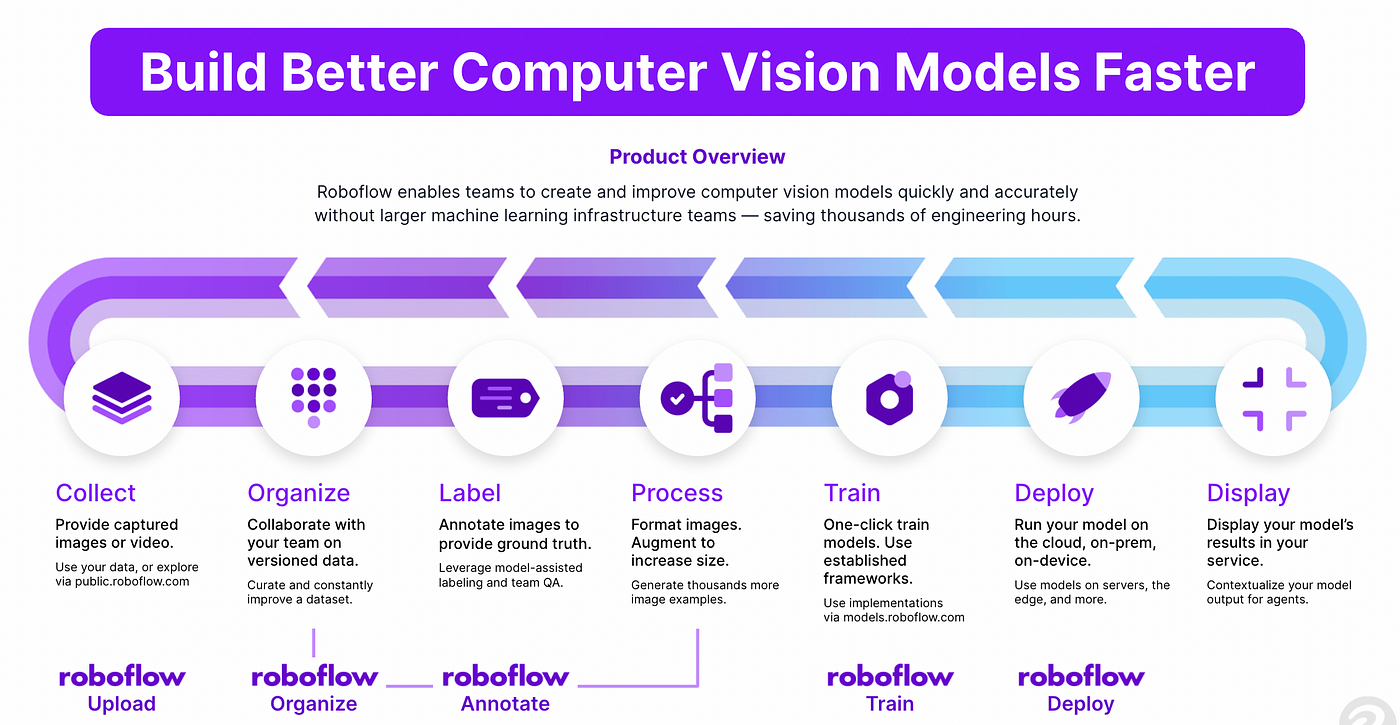 Build Better Computer Vision Models Faster
Product Overview
Roboflow enables teams to create and improve computer vision models quickly and accurately
without larger machine learning infrastructure teams — saving thousands of engineering hours.
Collect
Provide captured
images or video.
Use your data, or explore
via public.roboflow.com
Organize
Collaborate with
your team on
versioned data.
Curate and constantly
improve a dataset.
Label
Annotate images to
provide ground truth.
Leverage model-assisted
labeling and team QA.
Process
Format images.
Augment to
increase size.
Generate thousands more
image examples.
Train
One-click train
models. Use
established
frameworks.
Use implementations
via models.roboflow.com
Deploy
Run your model on
the cloud, on-prem,
on-device.
Use models on servers, the
edge, and more.
Display
Display your model’s
results in your
service.
Contextualize your model
output for agents.
roboflow
Upload
roboflow
Organize
roboflow
Annotate
roboflow
Train
roboflow
Deploy